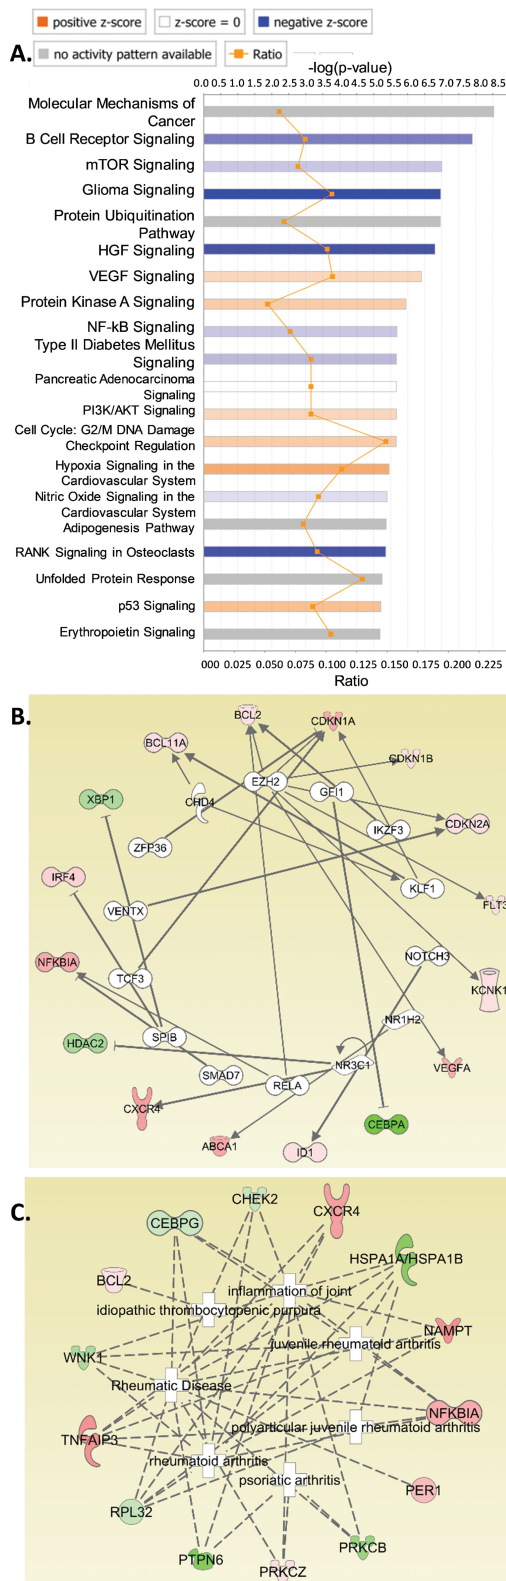 positive z-score
z-score = 0
negative z-score
no activity pattern available
Ratio
A.
-log(p-value)
0.0 0.5 1.0 1.5 2.0 2.5 3.0 3.5 4.0 4.5 5.0 5.5 6.0 6.5 7.0 7.5 8.0 8.5
Molecular Mechanisms of
Cancer
B Cell Receptor Signaling
mTOR Signaling
Glioma Signaling
Protein Ubiquitination
Pathway
HGF Signaling
VEGF Signaling
Protein Kinase A Signaling
NF-kB Signaling
Type II Diabetes Mellitus
Signaling
Pancreatic Adenocarcinoma
Signaling
PI3K/AKT Signaling
Cell Cycle: G2/M DNA Damage
Checkpoint Regulation
Hypoxia Signaling in the
Cardiovascular System
Nitric Oxide Signaling in the
Cardiovascular System
Adipogenesis Pathway
RANK Signaling in Osteoclasts
Unfolded Protein Response
p53 Signaling
Erythropoietin Signaling
000 0.025 0.050 0.075 0.100 0.125 0.150 0.175 0.200 0.225
Ratio
B.
BCL2
CDKN1A
BCL11A
CDKN1B
EZH2
GFI1
XBP1
CHD4
CDKN2A
IKZF3
ZFP36
IRF4
KLF1
FLT3
VENTX
NOTCH3
NFKBIA
TCF3
KCNK1
NR1H2
SPIB
HDAC2
NR3C1
VEGFA
SMAD7
RELA
CXCR4
CEBPA
ABCA1
ID1
C.
CHEK2
CXCR4
CEBPG
HSPA1A/HSPA1B
BCL2
inflammation of joint
idiopathic thrombocytopenic purpura
NAMPT
juvenile rheumatoid arthritis
WNK1
Rheumatic Disease
NFKBIA
polyarticular juvenile rheumatoid arthritis
TNFAIP3
rheumatoid arthritis
psoriatic arthritis
PER1
RPL32
PRKCB
PTPN6
PRKCZ